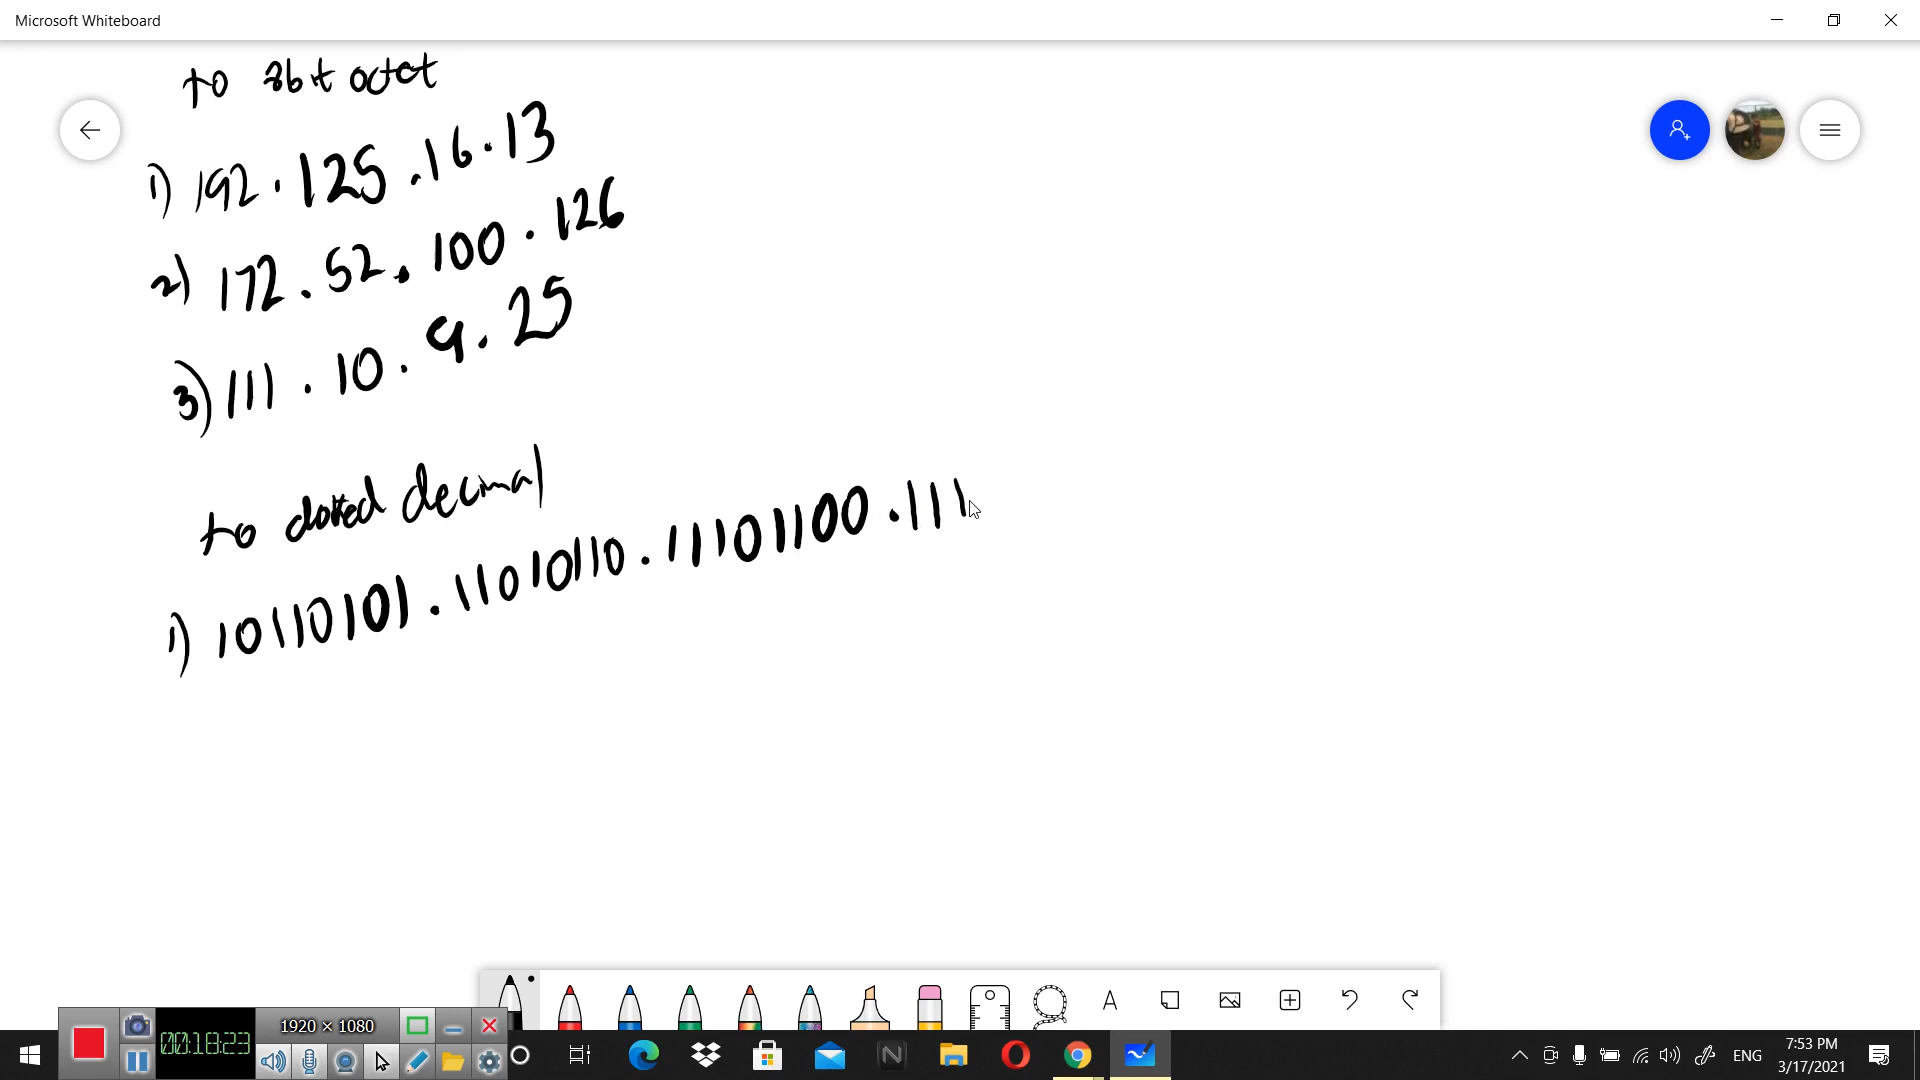 Microsoft Whiteboard
to 8bit octet
1) 192.125.16.13
2) 172.52.100.126
3) 111.10.9.25
to dotted decimal
1) 10110101.11010110.11101100.111
A
00:18:23
1920 × 1080
N
ENG
7:53 PM
3/17/2021